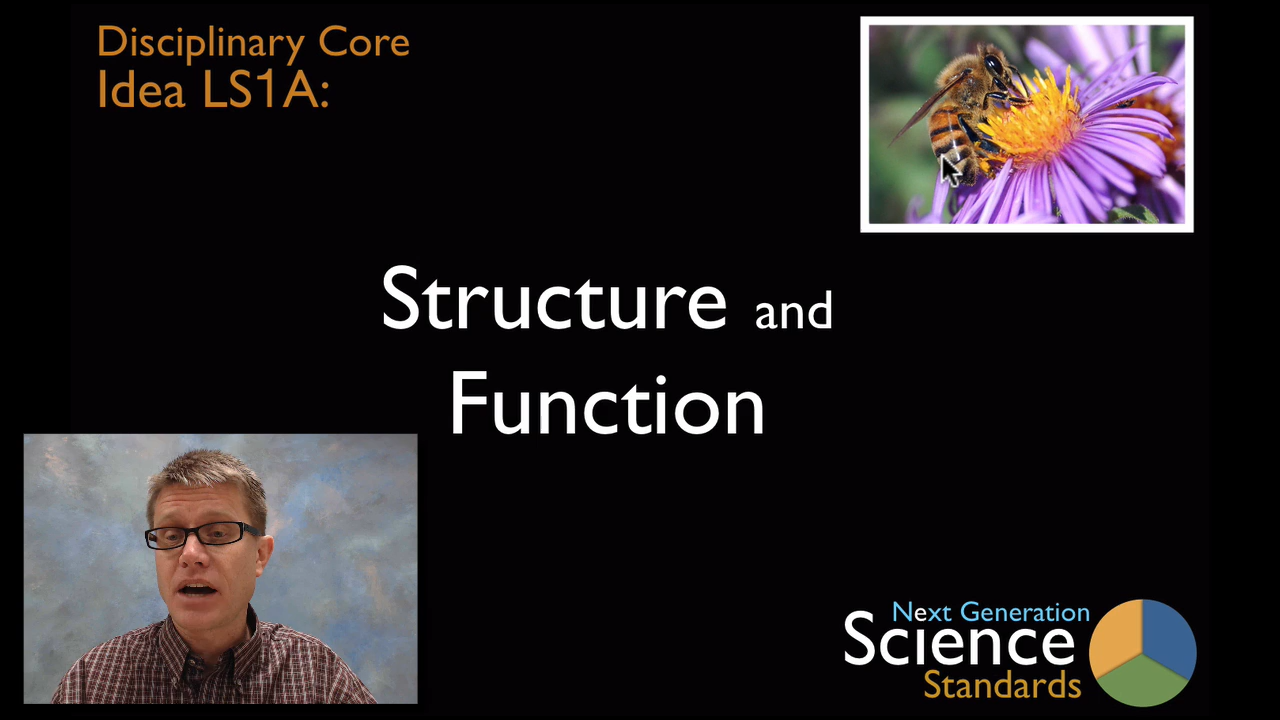 Disciplinary Core
Idea LS1A:
Structure and
Function
Next Generation
Science
Standards